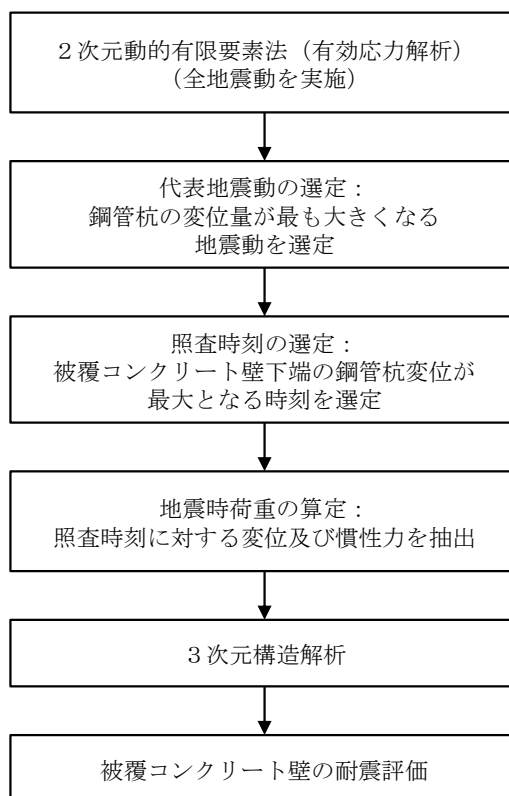 ２次元動的有限要素法（有効応力解析）
（全地震動を実施）
代表地震動の選定：
鋼管杭の変位量が最も大きくなる
地震動を選定
照査時刻の選定：
被覆コンクリート壁下端の鋼管杭変位が
最大となる時刻を選定
地震時荷重の算定：
照査時刻に対する変位及び慣性力を抽出
３次元構造解析
被覆コンクリート壁の耐震評価